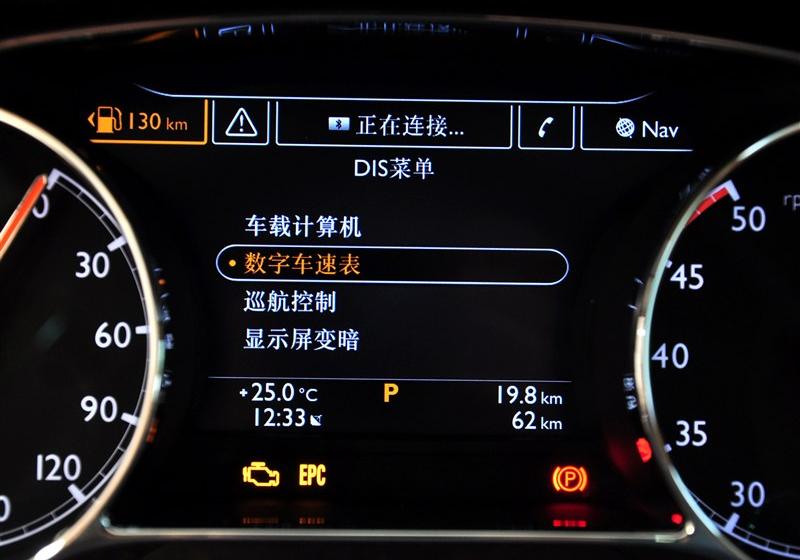 130 km
正在连接...
Nav
DIS菜单
车载计算机
数字车速表
巡航控制
显示屏变暗
+25.0 °C
P
19.8 km
12:33
62 km
EPC
P
0
30
60
90
120
50
45
40
35
30